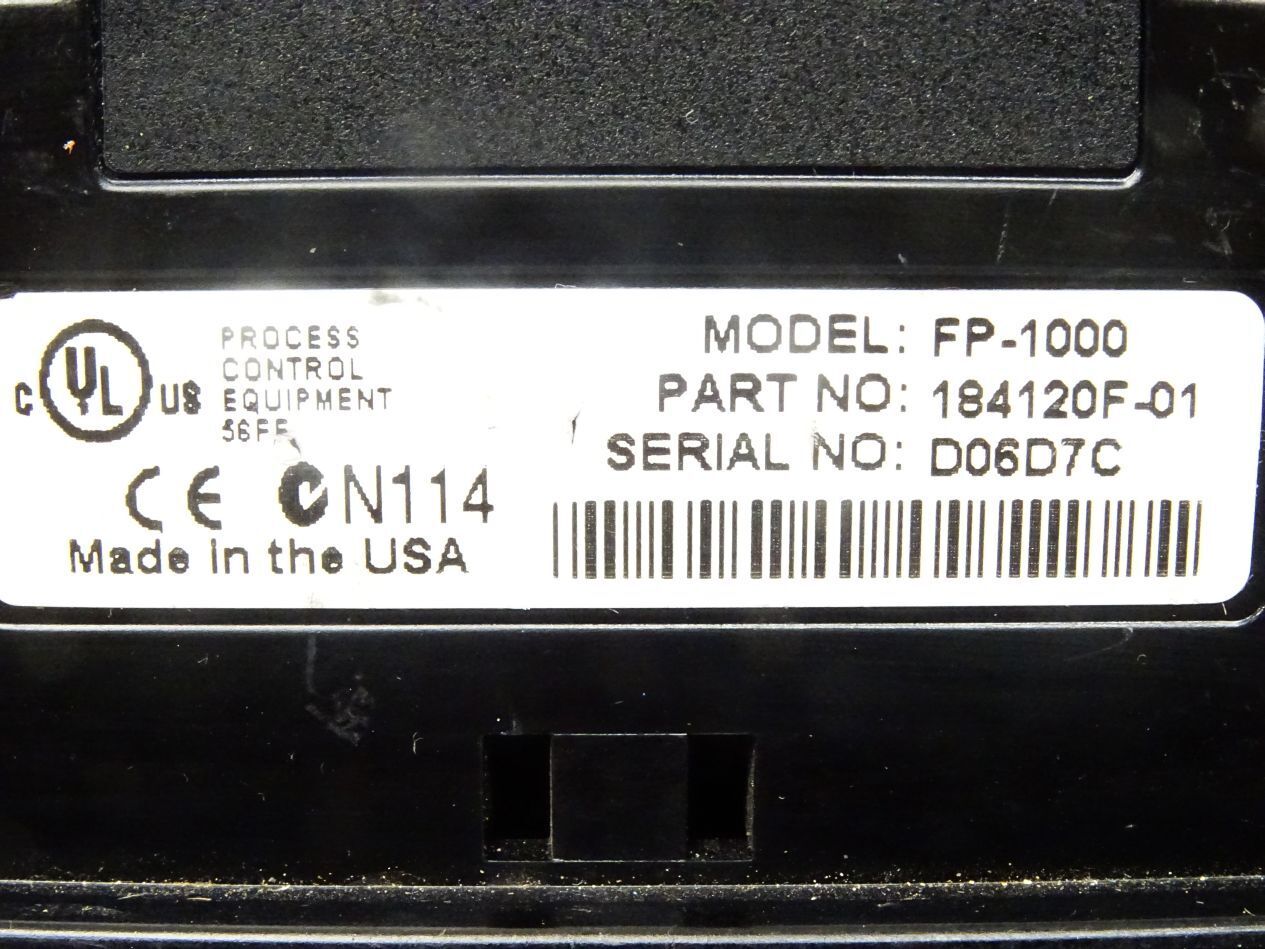 C UL US
PROCESS
CONTROL
EQUIPMENT
CE N114
Made in the USA
MODEL: FP-1000
PART NO: 184120F-01
SERIAL NO: D06D7C